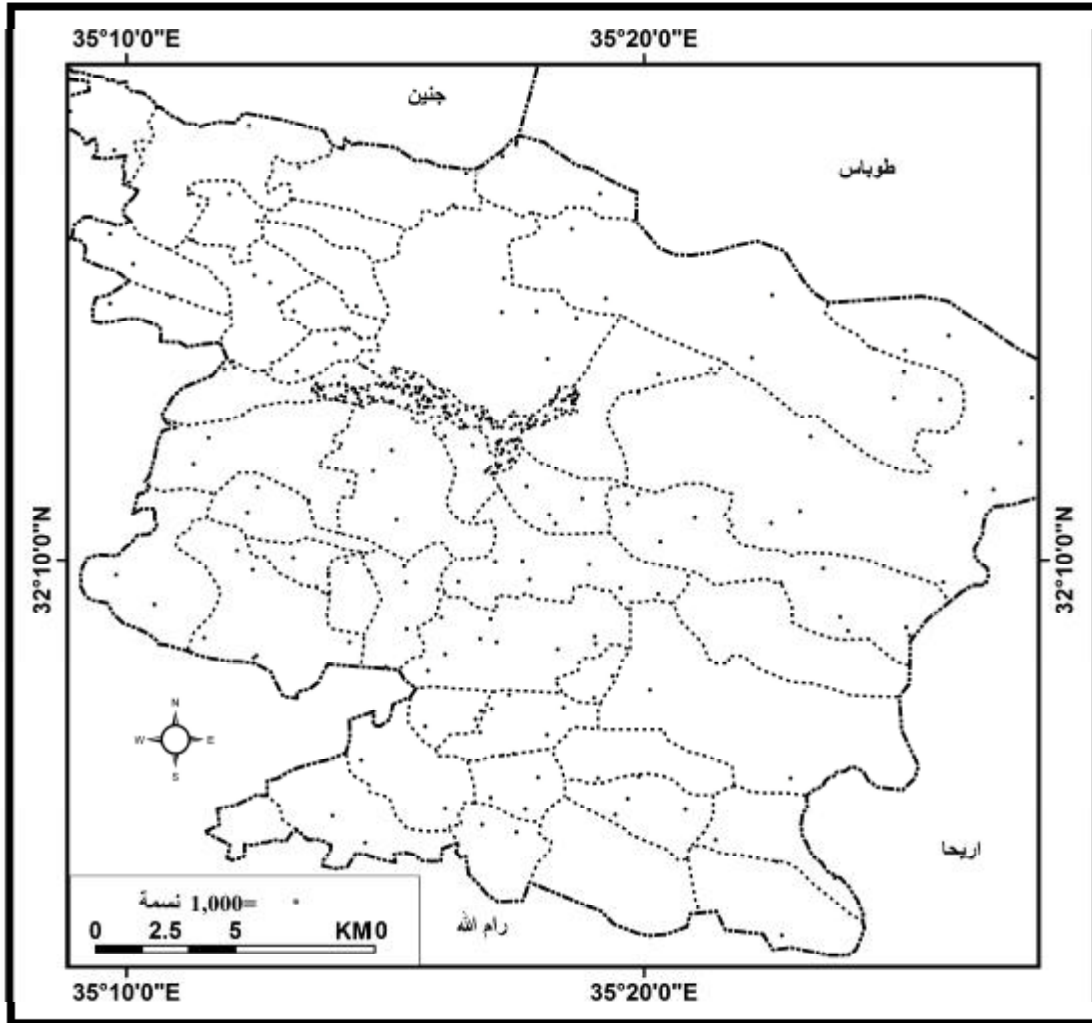 35°10'0"E 35°20'0"E
جنين
طوباس
32°10'0"N 32°10'0"N
N
W E
S
اريحا
1,000= نسمة
رام الله
0 2.5 5 KM0
35°10'0"E 35°20'0"E